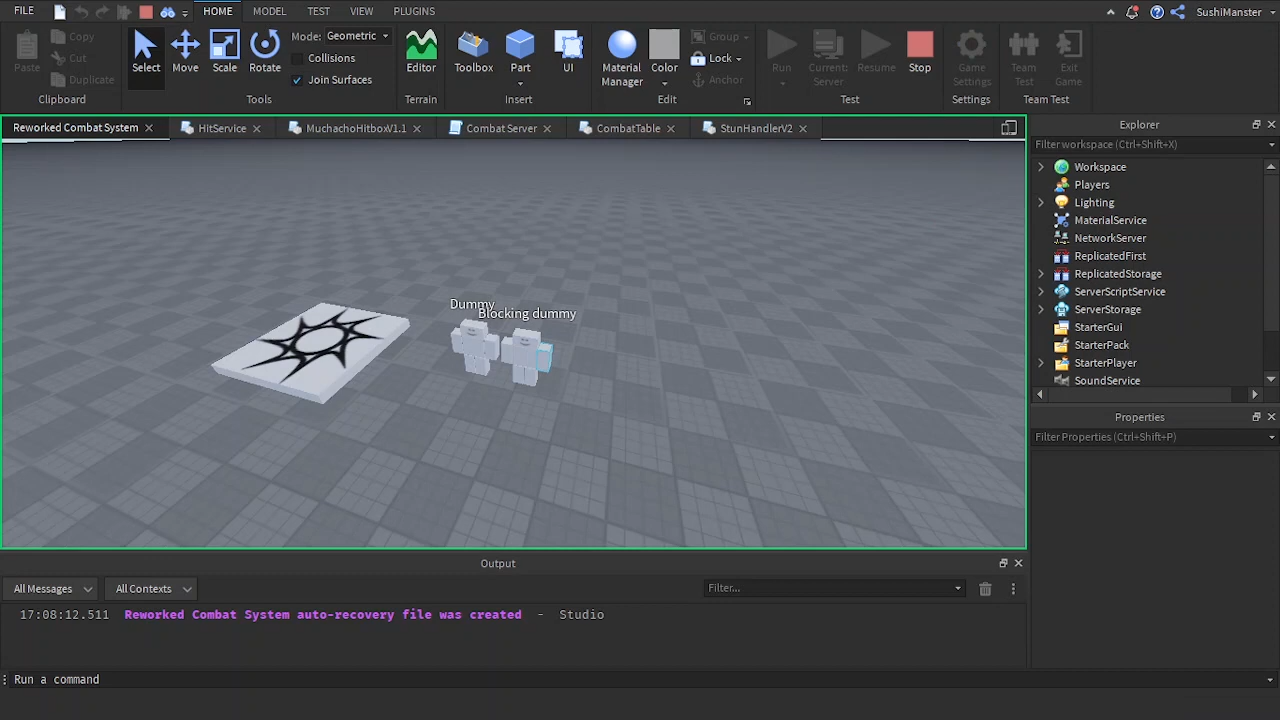 FILE HOME MODEL TEST VIEW PLUGINS SushiManster
Paste Copy Cut Duplicate Clipboard
Select Move Scale Rotate Mode: Geometric Collisions Join Surfaces Tools
Editor Terrain
Toolbox Part UI Insert
Material Manager Color Group Lock Anchor Edit
Run Current: Server Resume Stop Test
Game Settings Settings
Team Test Exit Game Team Test
Reworked Combat System HitService MuchachoHitboxV1.1 Combat Server CombatTable StunHandlerV2
Dummy
Blocking dummy
Explorer
Filter workspace (Ctrl+Shift+X)
Workspace
Players
Lighting
MaterialService
NetworkServer
ReplicatedFirst
ReplicatedStorage
ServerScriptService
ServerStorage
StarterGui
StarterPack
StarterPlayer
SoundService
Properties
Filter Properties (Ctrl+Shift+P)
Output
All Messages All Contexts Filter...
17:08:12.511 Reworked Combat System auto-recovery file was created - Studio
Run a command